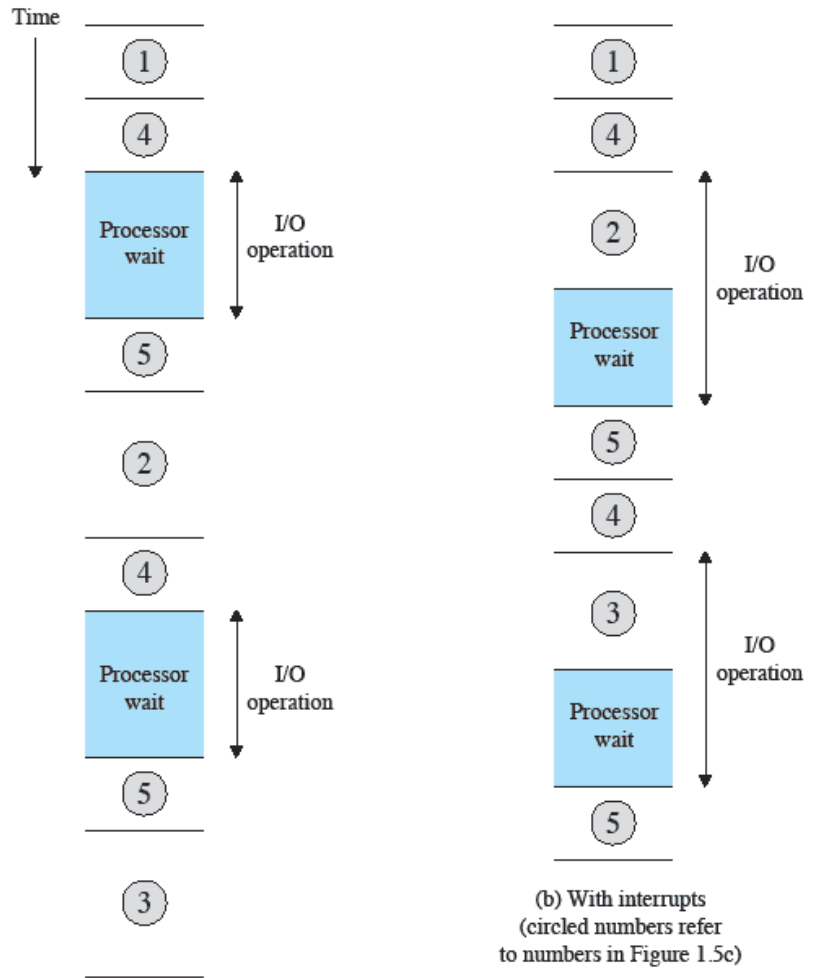 Time
1
4
Processor
wait
I/O
operation
5
2
4
Processor
wait
I/O
operation
5
3
1
4
2
I/O
operation
Processor
wait
5
4
3
I/O
operation
Processor
wait
5
(b) With interrupts
(circled numbers refer
to numbers in Figure 1.5c)